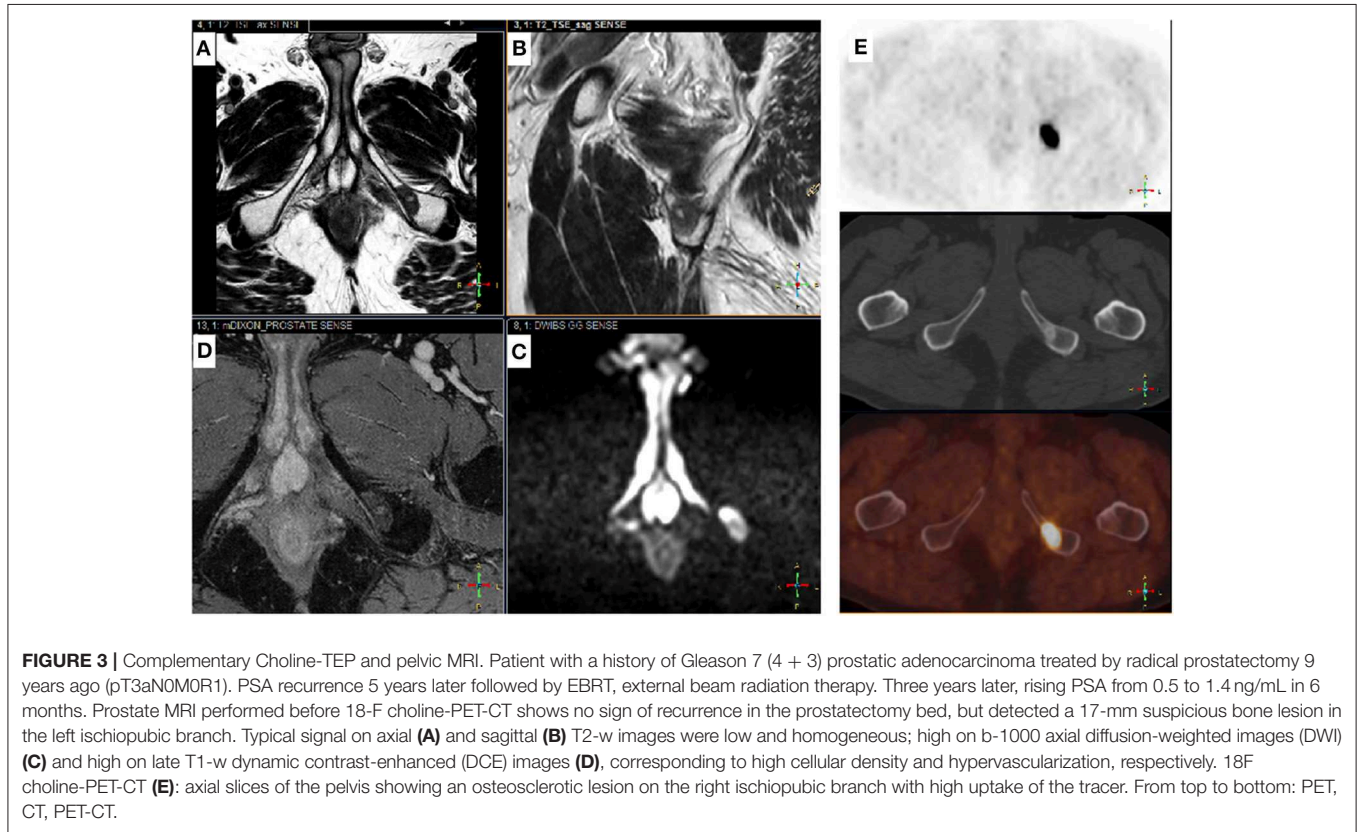 4, 1: T2_TSE_ax SENSE
3, 1: T2_TSE_sag SENSE
A
B
E
13, 1: mDIXON_PROSTATE SENSE
8, 1: DWIBS GG SENSE
D
C
FIGURE 3 | Complementary Choline-TEP and pelvic MRI. Patient with a history of Gleason 7 (4 + 3) prostatic adenocarcinoma treated by radical prostatectomy 9
years ago (pT3aN0M0R1). PSA recurrence 5 years later followed by EBRT, external beam radiation therapy. Three years later, rising PSA from 0.5 to 1.4 ng/mL in 6
months. Prostate MRI performed before 18-F choline-PET-CT shows no sign of recurrence in the prostatectomy bed, but detected a 17-mm suspicious bone lesion in
the left ischiopubic branch. Typical signal on axial (A) and sagittal (B) T2-w images were low and homogeneous; high on b-1000 axial diffusion-weighted images (DWI)
(C) and high on late T1-w dynamic contrast-enhanced (DCE) images (D), corresponding to high cellular density and hypervascularization, respectively. 18F
choline-PET-CT (E): axial slices of the pelvis showing an osteosclerotic lesion on the right ischiopubic branch with high uptake of the tracer. From top to bottom: PET,
CT, PET-CT.